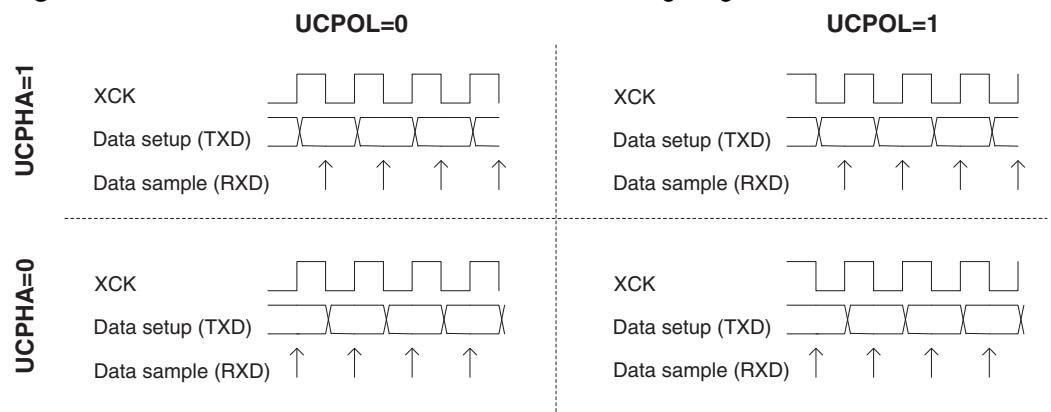 UCPOL=0
UCPOL=1
UCPHA=1
XCK
Data setup (TXD)
Data sample (RXD)
XCK
Data setup (TXD)
Data sample (RXD)
UCPHA=0
XCK
Data setup (TXD)
Data sample (RXD)
XCK
Data setup (TXD)
Data sample (RXD)